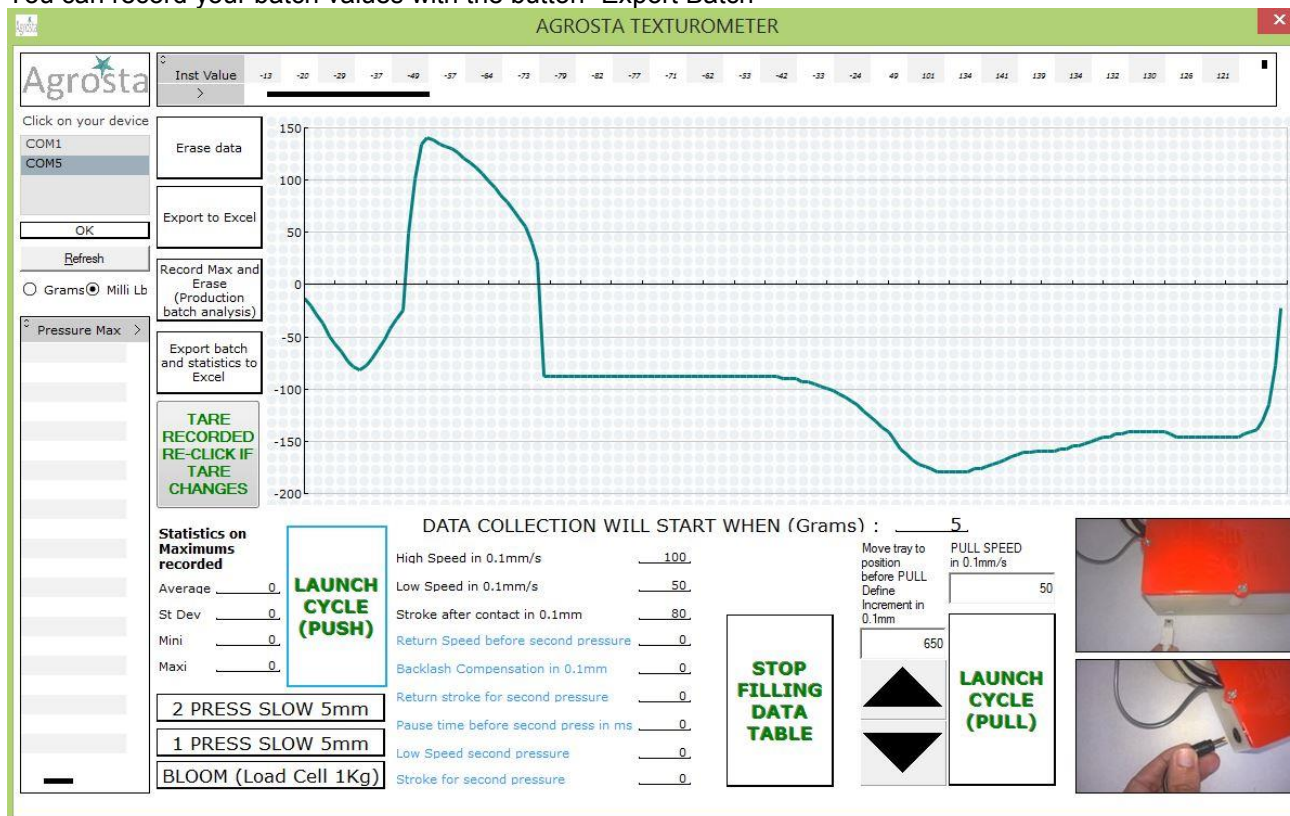 You can record your batch values with the button "Export Batch"
AGROSTA TEXTUROMETER
Agrosta
Inst Value -13 -20 -29 -37 -49 -57 -64 -73 -79 -82 -77 -71 -62 -53 -42 -33 -24 49 101 134 141 139 134 132 130 126 121
>
Click on your device
COM1
COM5
OK
Refresh
Grams Milli Lb
Pressure Max >
Erase data
Export to Excel
Record Max and
Erase
(Production
batch analysis)
Export batch
and statistics to
Excel
TARE
RECORDED
RE-CLICK IF
TARE
CHANGES
150
100
50
0
-50
-100
-150
-200
DATA COLLECTION WILL START WHEN (Grams) : 5
Statistics on
Maximums
recorded
Average 0
St Dev 0
Mini 0
Maxi 0
LAUNCH
CYCLE
(PUSH)
2 PRESS SLOW 5mm
1 PRESS SLOW 5mm
BLOOM (Load Cell 1Kg)
High Speed in 0.1mm/s 100
Low Speed in 0.1mm/s 50
Stroke after contact in 0.1mm 80
Return Speed before second pressure 0
Backlash Compensation in 0.1mm 0
Return stroke for second pressure 0
Pause time before second press in ms 0
Low Speed second pressure 0
Stroke for second pressure 0
STOP
FILLING
DATA
TABLE
Move tray to
position
before PULL
Define
Increment in
0.1mm
650
PULL SPEED
in 0.1mm/s
50
LAUNCH
CYCLE
(PULL)